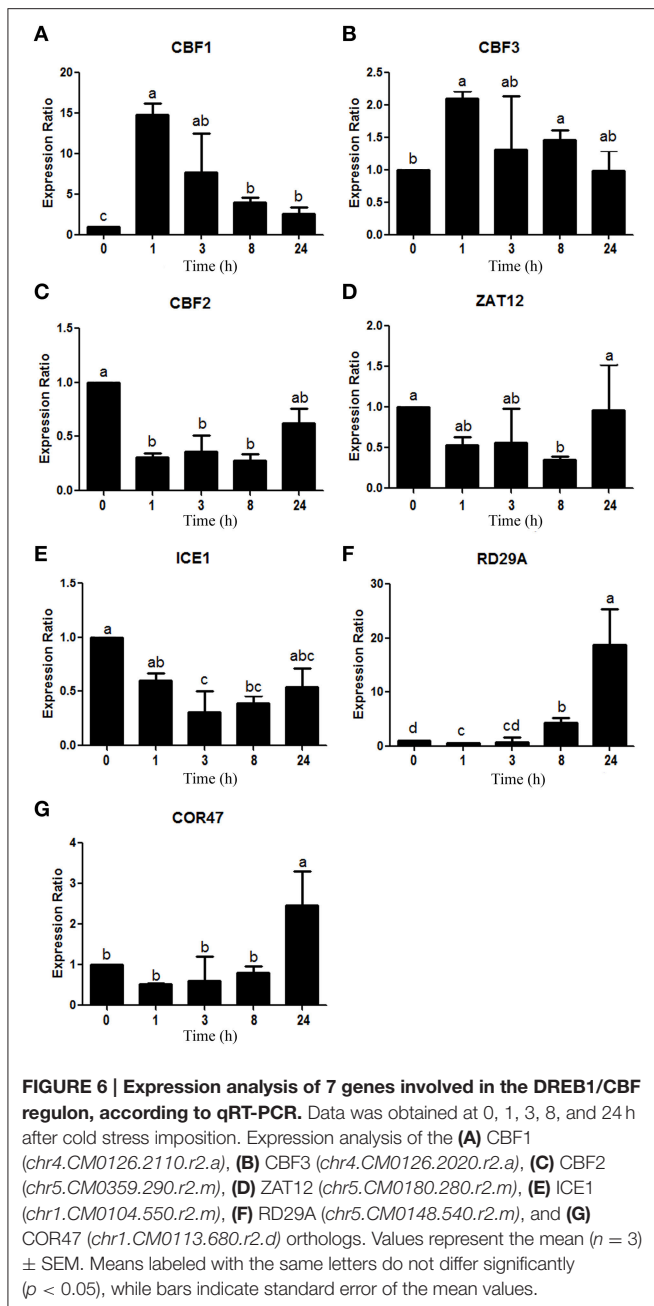 A
CBF1
Expression Ratio
20
15
10
5
0
c
a
ab
b
b
0 1 3 8 24
Time (h)
B
CBF3
Expression Ratio
2.5
2.0
1.5
1.0
0.5
0.0
b
a
ab
a
ab
0 1 3 8 24
Time (h)
C
CBF2
Expression Ratio
1.5
1.0
0.5
0.0
a
b
b
b
ab
0 1 3 8 24
Time (h)
D
ZAT12
Expression Ratio
2.0
1.5
1.0
0.5
0.0
a
ab
ab
b
a
0 1 3 8 24
Time (h)
E
ICE1
Expression Ratio
1.5
1.0
0.5
0.0
a
ab
c
bc
abc
0 1 3 8 24
Time (h)
F
RD29A
Expression Ratio
30
20
10
0
d
c
cd
b
a
0 1 3 8 24
Time (h)
G
COR47
Expression Ratio
4
3
2
1
0
b
b
b
b
a
0 1 3 8 24
Time (h)
FIGURE 6 | Expression analysis of 7 genes involved in the DREB1/CBF
regulon, according to qRT-PCR. Data was obtained at 0, 1, 3, 8, and 24 h
after cold stress imposition. Expression analysis of the (A) CBF1
(chr4.CM0126.2110.r2.a), (B) CBF3 (chr4.CM0126.2020.r2.a), (C) CBF2
(chr5.CM0359.290.r2.m), (D) ZAT12 (chr5.CM0180.280.r2.m), (E) ICE1
(chr1.CM0104.550.r2.m), (F) RD29A (chr5.CM0148.540.r2.m), and (G)
COR47 (chr1.CM0113.680.r2.d) orthologs. Values represent the mean (n = 3)
± SEM. Means labeled with the same letters do not differ significantly
(p < 0.05), while bars indicate standard error of the mean values.